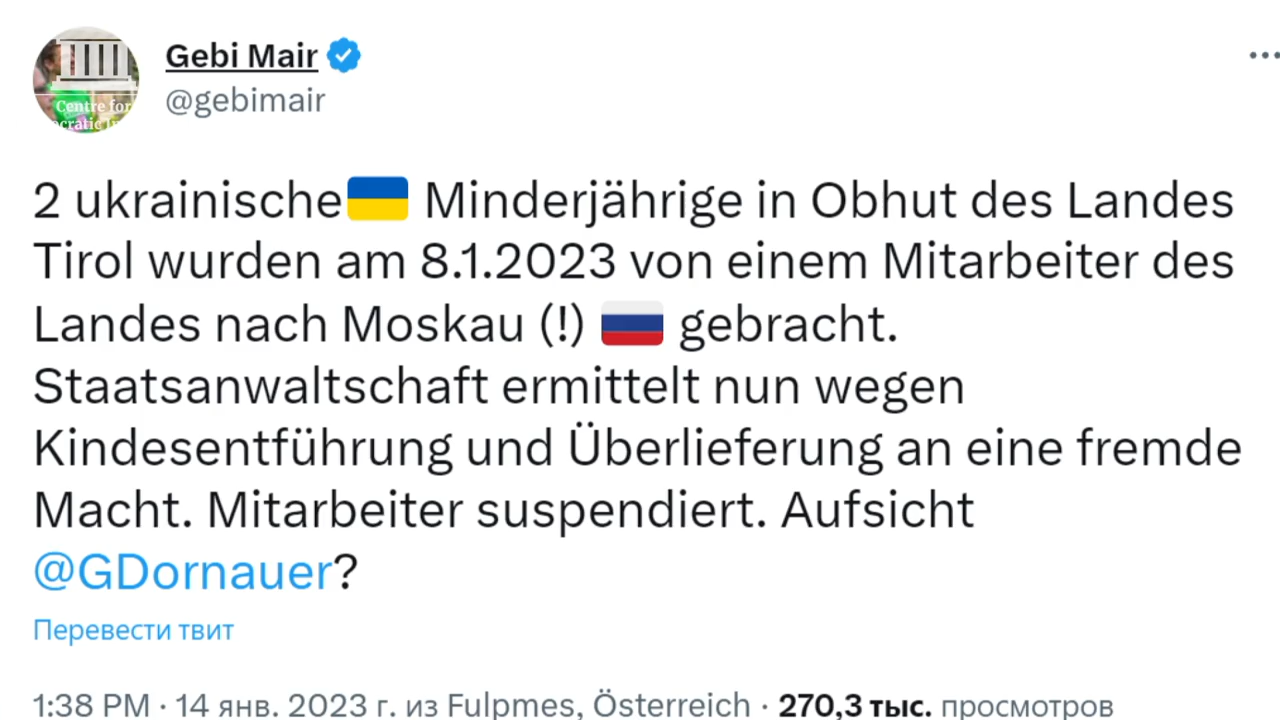 Gebi Mair
@gebimair
Centre for
2 ukrainische🇺🇦 Minderjährige in Obhut des Landes
Tirol wurden am 8.1.2023 von einem Mitarbeiter des
Landes nach Moskau (!) 🇷🇺 gebracht.
Staatsanwaltschaft ermittelt nun wegen
Kindesentführung und Überlieferung an eine fremde
Macht. Mitarbeiter suspendiert. Aufsicht
@GDornauer?
Перевести твит
1:38 PM · 14 янв. 2023 г. из Fulpmes, Österreich · 270,3 тыс. просмотров